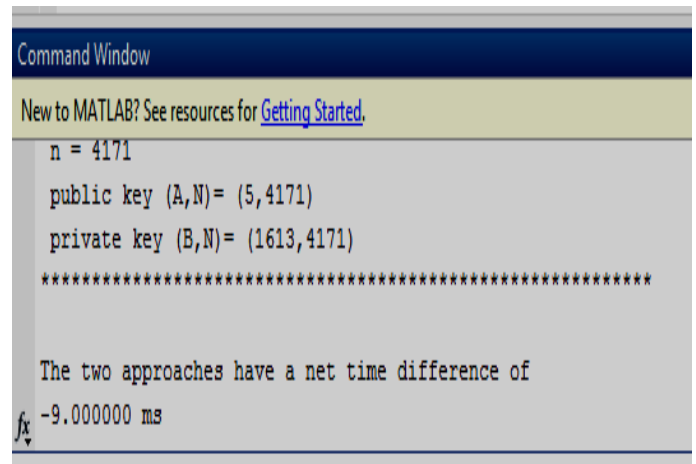 Command Window
New to MATLAB? See resources for Getting Started.
n = 4171
public key (A,N)= (5,4171)
private key (B,N)= (1613,4171)
************************************************************
The two approaches have a net time difference of
fx -9.000000 ms